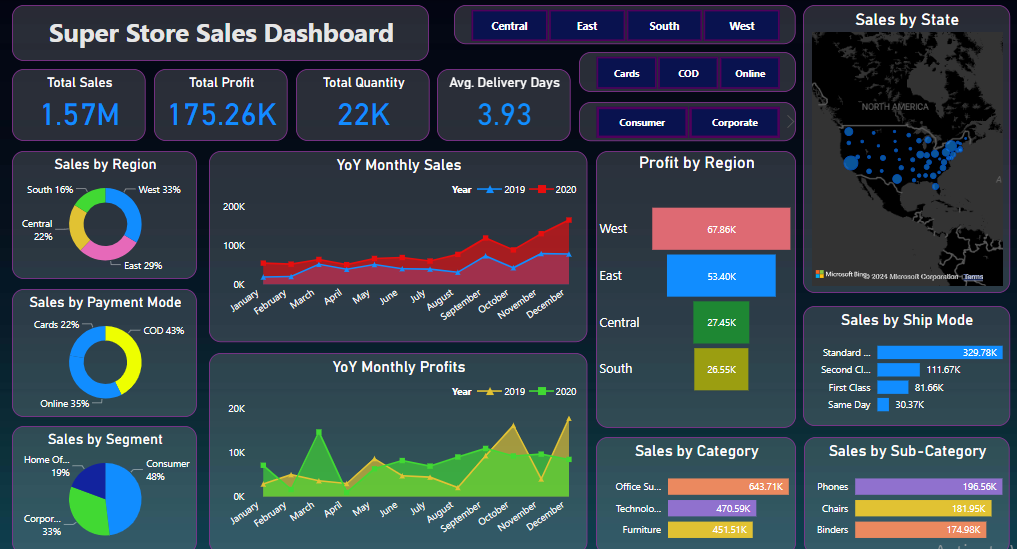 Super Store Sales Dashboard
Central East South West
Cards COD Online
Consumer Corporate
Total Sales
1.57M
Total Profit
175.26K
Total Quantity
22K
Avg. Delivery Days
3.93
Sales by Region
South 16%
West 33%
Central
22%
East 29%
Sales by Payment Mode
Cards 22%
COD 43%
Online 35%
Sales by Segment
Home Of...
19%
Consumer
48%
Corpor...
33%
YoY Monthly Sales
Year 2019 2020
200K
100K
0K
January February March April May June July August September October November December
YoY Monthly Profits
Year 2019 2020
20K
10K
0K
January February March April May June July August September October November December
Profit by Region
West 67.86K
East 53.40K
Central 27.45K
South 26.55K
Sales by Category
Office Su... 643.71K
Technolo... 470.59K
Furniture 451.51K
Sales by State
NORTH AMERICA
A
Microsoft Bing
© 2024 Microsoft Corporation Terms
Sales by Ship Mode
Standard ... 329.78K
Second Cl... 111.67K
First Class 81.66K
Same Day 30.37K
Sales by Sub-Category
Phones 196.56K
Chairs 181.95K
Binders 174.98K